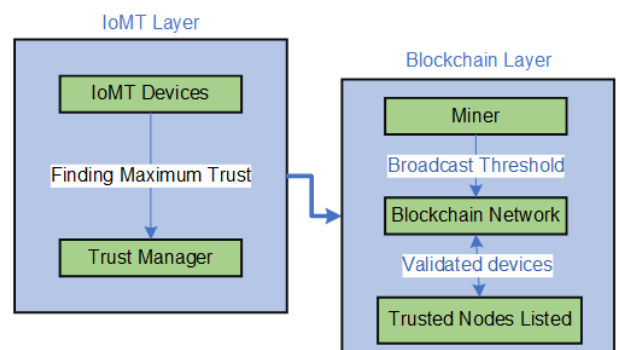 IoMT Layer
IoMT Devices
Finding Maximum Trust
Trust Manager
Blockchain Layer
Miner
Broadcast Threshold
Blockchain Network
Validated devices
Trusted Nodes Listed